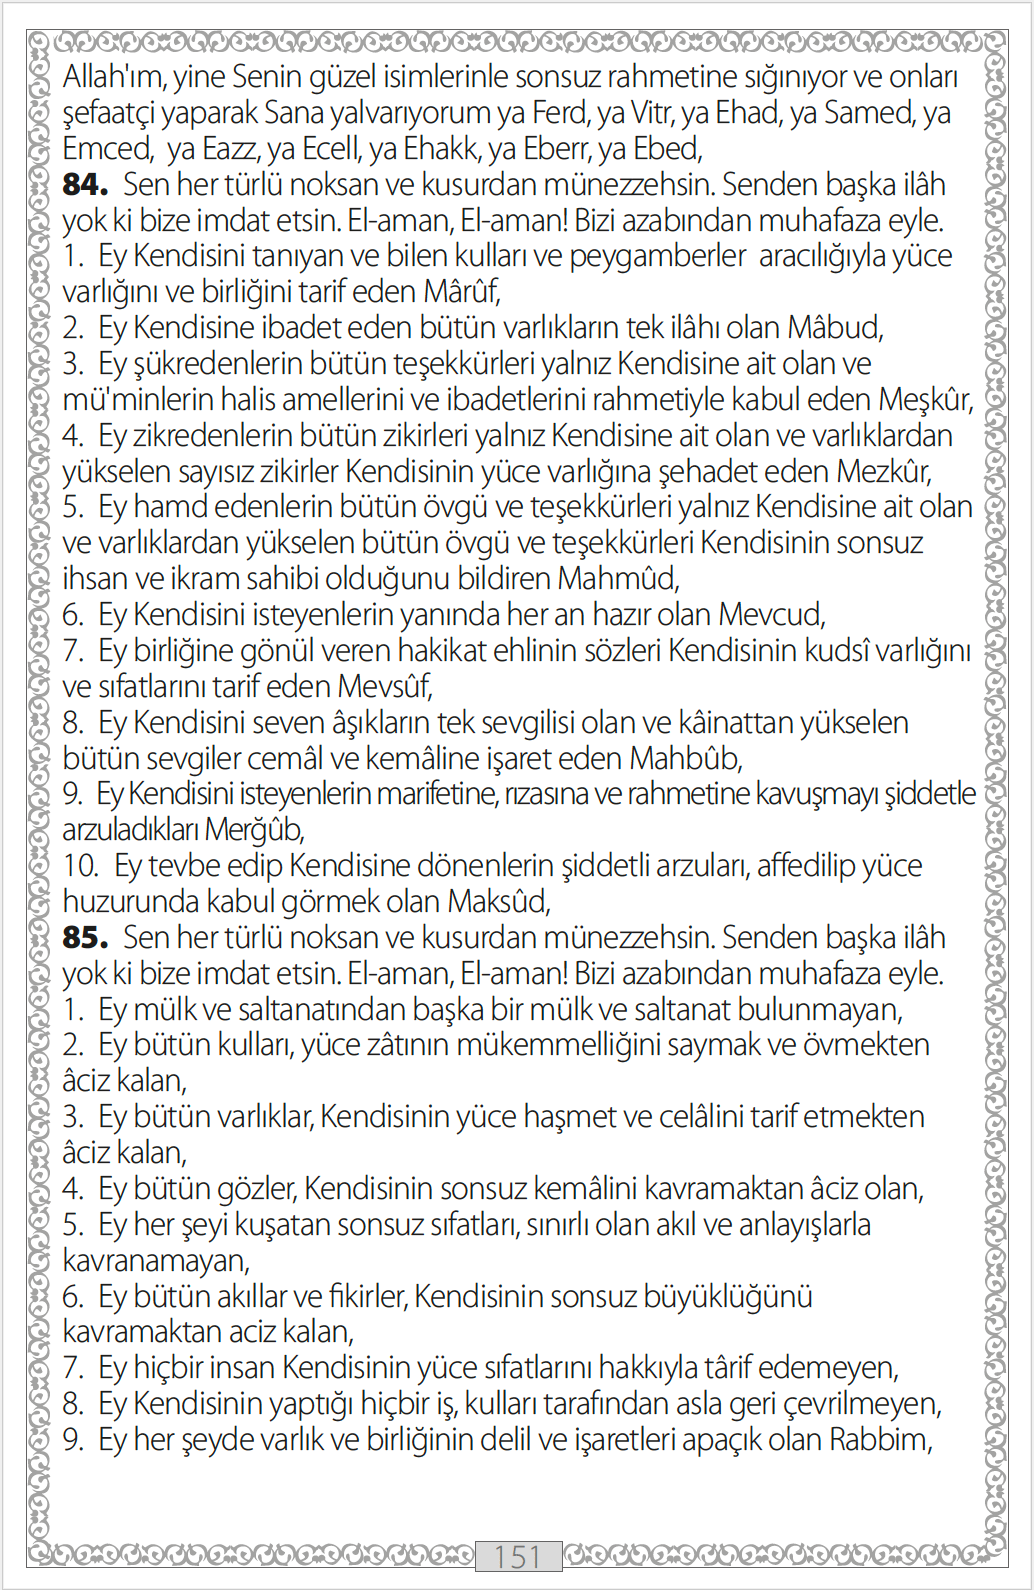 Allah'ım, yine Senin güzel isimlerinle sonsuz rahmetine sığınıyor ve onları
şefaatçi yaparak Sana yalvarıyorum ya Ferd, ya Vitr, ya Ehad, ya Samed, ya
Emced, ya Eazz, ya Ecell, ya Ehakk, ya Eberr, ya Ebed,
84. Sen her türlü noksan ve kusurdan münezzehsin. Senden başka ilâh
yok ki bize imdat etsin. El-aman, El-aman! Bizi azabından muhafaza eyle.
1. Ey Kendisini tanıyan ve bilen kulları ve peygamberler aracılığıyla yüce
varlığını ve birliğini tarif eden Mârûf,
2. Ey Kendisine ibadet eden bütün varlıkların tek ilâhı olan Mâbud,
3. Ey şükredenlerin bütün teşekkürleri yalnız Kendisine ait olan ve
mü'minlerin halis amellerini ve ibadetlerini rahmetiyle kabul eden Meşkûr,
4. Ey zikredenlerin bütün zikirleri yalnız Kendisine ait olan ve varlıklardan
yükselen sayısız zikirler Kendisinin yüce varlığına şehadet eden Mezkûr,
5. Ey hamd edenlerin bütün övgü ve teşekkürleri yalnız Kendisine ait olan
ve varlıklardan yükselen bütün övgü ve teşekkürleri Kendisinin sonsuz
ihsan ve ikram sahibi olduğunu bildiren Mahmûd,
6. Ey Kendisini isteyenlerin yanında her an hazır olan Mevcud,
7. Ey birliğine gönül veren hakikat ehlinin sözleri Kendisinin kudsî varlığını
ve sıfatlarını tarif eden Mevsûf,
8. Ey Kendisini seven âşıkların tek sevgilisi olan ve kâinattan yükselen
bütün sevgiler cemâl ve kemâline işaret eden Mahbûb,
9. Ey Kendisini isteyenlerin marifetine, rızasına ve rahmetine kavuşmayı şiddetle
arzuladıkları Merğûb,
10. Ey tevbe edip Kendisine dönenlerin şiddetli arzuları, affedilip yüce
huzurunda kabul görmek olan Maksûd,
85. Sen her türlü noksan ve kusurdan münezzehsin. Senden başka ilâh
yok ki bize imdat etsin. El-aman, El-aman! Bizi azabından muhafaza eyle.
1. Ey mülk ve saltanatından başka bir mülk ve saltanat bulunmayan,
2. Ey bütün kulları, yüce zâtının mükemmelliğini saymak ve övmekten
âciz kalan,
3. Ey bütün varlıklar, Kendisinin yüce haşmet ve celâlini tarif etmekten
âciz kalan,
4. Ey bütün gözler, Kendisinin sonsuz kemâlini kavramaktan âciz olan,
5. Ey her şeyi kuşatan sonsuz sıfatları, sınırlı olan akıl ve anlayışlarla
kavranamayan,
6. Ey bütün akıllar ve fikirler, Kendisinin sonsuz büyüklüğünü
kavramaktan aciz kalan,
7. Ey hiçbir insan Kendisinin yüce sıfatlarını hakkıyla târif edemeyen,
8. Ey Kendisinin yaptığı hiçbir iş, kulları tarafından asla geri çevrilmeyen,
9. Ey her şeyde varlık ve birliğinin delil ve işaretleri apaçık olan Rabbim,
151